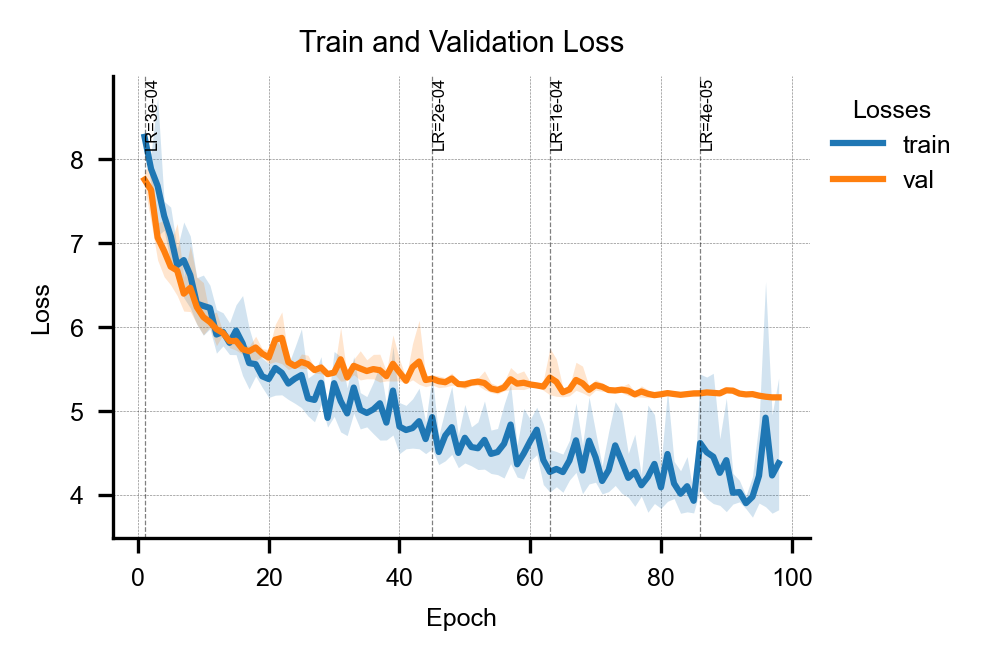 Train and Validation Loss
LR=3e-04
LR=2e-04
LR=1e-04
LR=4e-05
Losses
train
val
Loss
8
7
6
5
4
0 20 40 60 80 100
Epoch